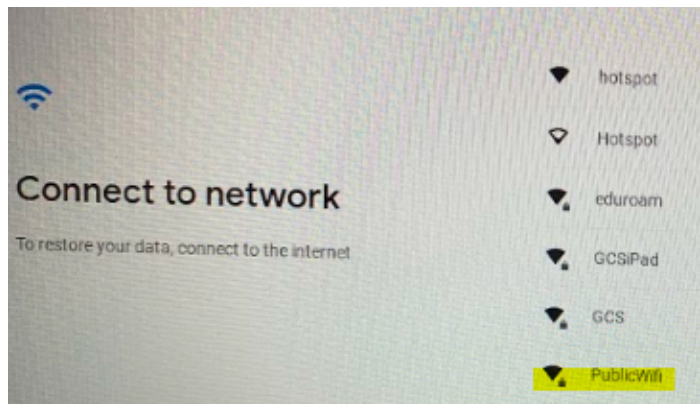 Connect to network
To restore your data, connect to the internet
hotspot
Hotspot
eduroam
GCSiPad
GCS
PublicWifi